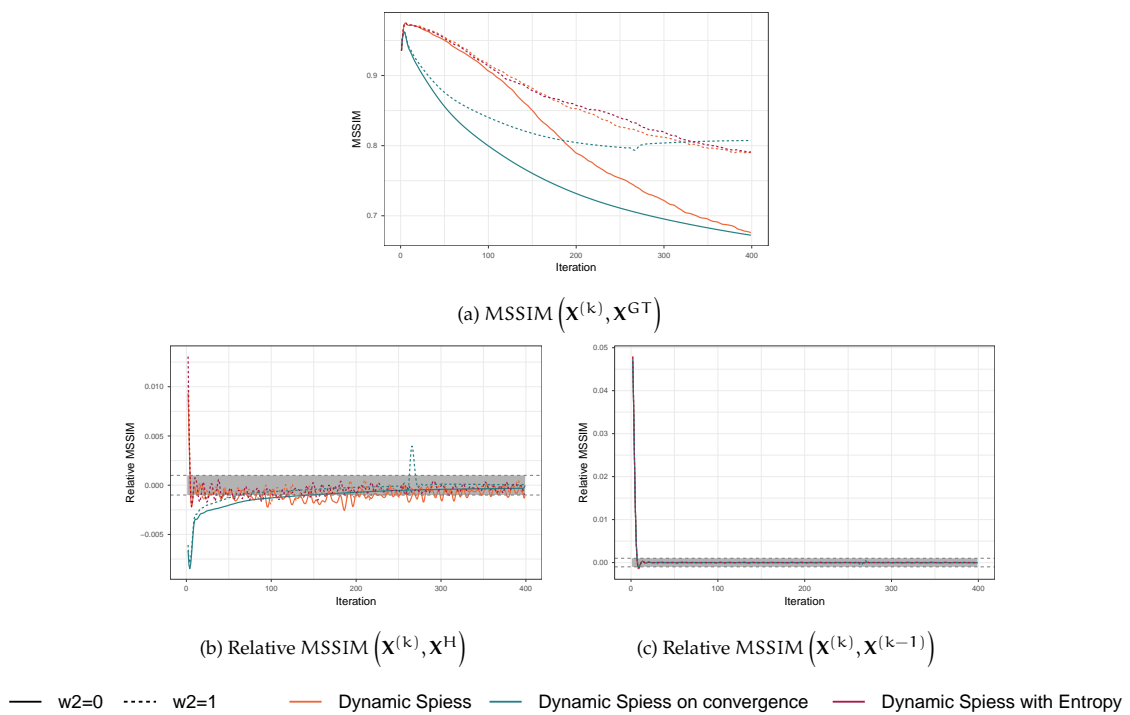 0.9
0.8
0.7
MSSIM
0 100 200 300 400
Iteration
(a) MSSIM (X^(k), X^GT)
0.010
0.005
0.000
−0.005
Relative MSSIM
0 100 200 300 400
Iteration
(b) Relative MSSIM (X^(k), X^H)
0.05
0.04
0.03
0.02
0.01
0.00
Relative MSSIM
0 100 200 300 400
Iteration
(c) Relative MSSIM (X^(k), X^(k−1))
w2=0 w2=1 Dynamic Spiess Dynamic Spiess on convergence Dynamic Spiess with Entropy